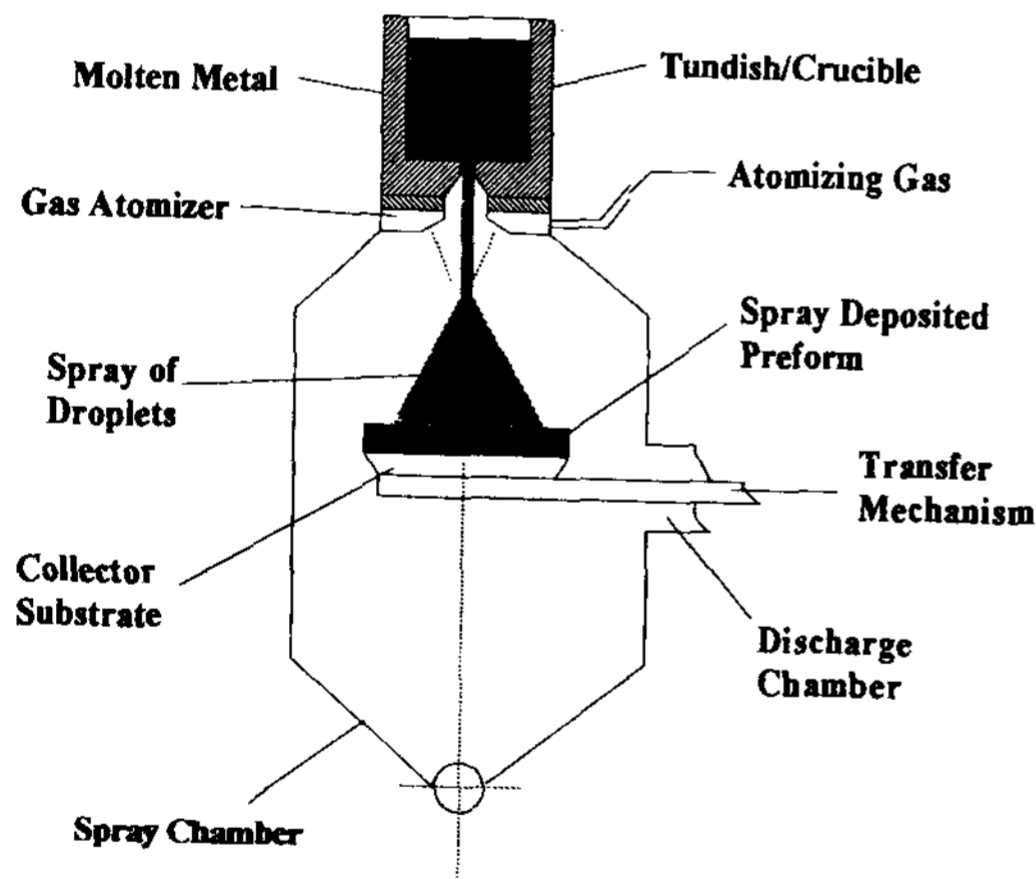 Molten Metal
Tundish/Crucible
Gas Atomizer
Atomizing Gas
Spray Deposited
Preform
Spray of
Droplets
Transfer
Mechanism
Collector
Substrate
Discharge
Chamber
Spray Chamber